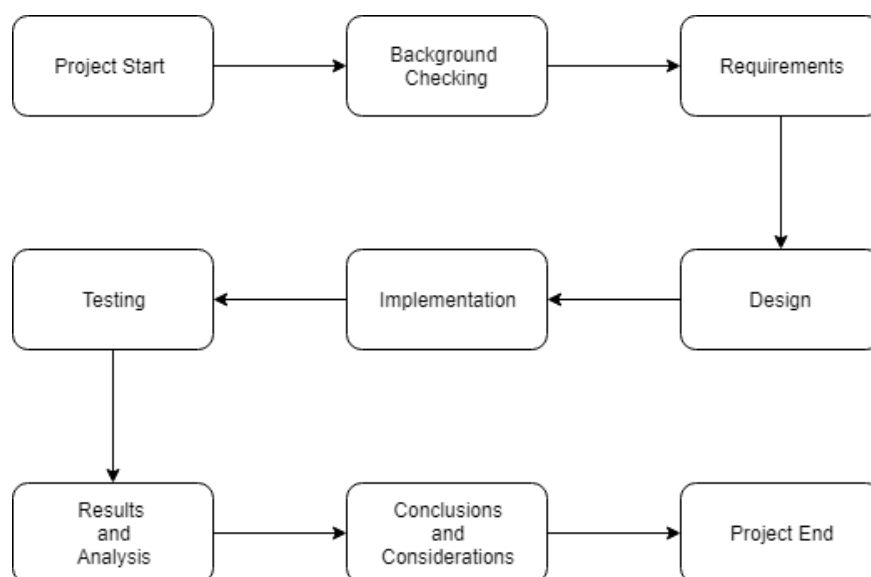 Project Start
Background
Checking
Requirements
Testing
Implementation
Design
Results
and
Analysis
Conclusions
and
Considerations
Project End